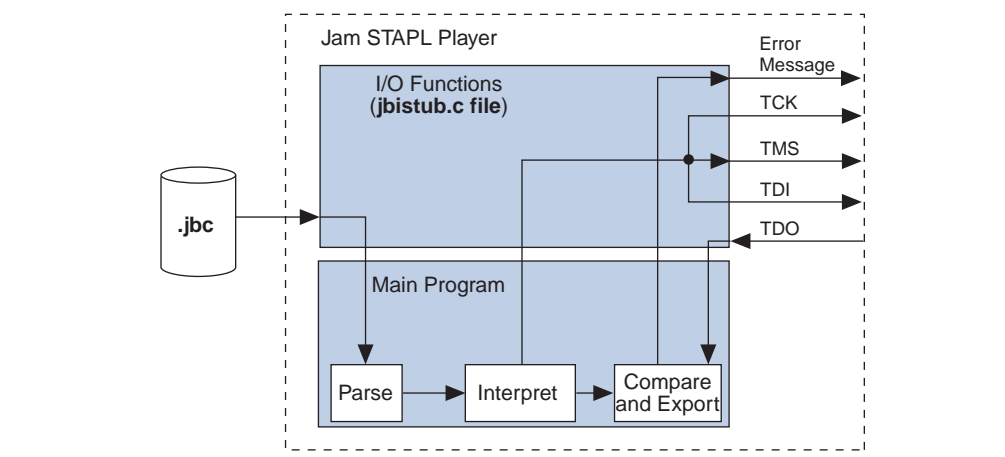 Jam STAPL Player
I/O Functions
(jbistub.c file)
Error
Message
TCK
TMS
TDI
TDO
.jbc
Main Program
Parse
Interpret
Compare
and Export